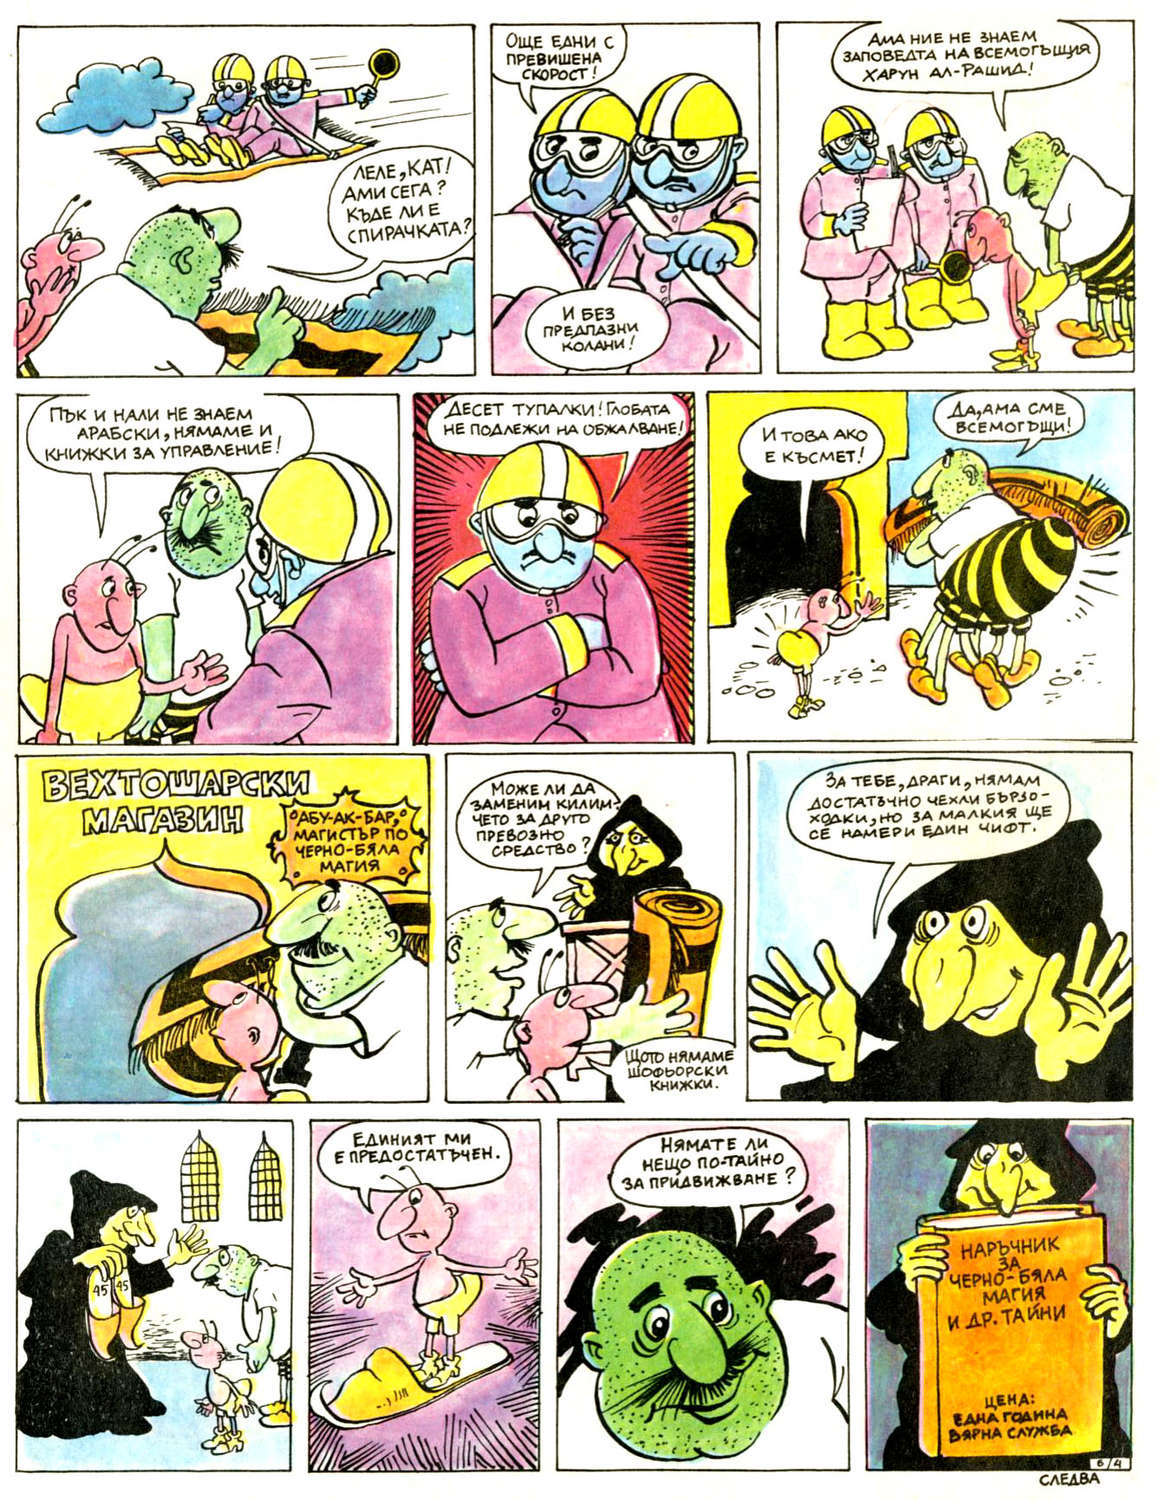 ЛЕЛЕ, КАТ!
АМИ СЕГА?
КЪДЕ ЛИ Е
СПИРАЧКАТА?
ОЩЕ ЕДНИ С
ПРЕВИШЕНА
СКОРОСТ!
И БЕЗ
ПРЕДПАЗНИ
КОЛАНИ!
АМА НИЕ НЕ ЗНАЕМ
ЗАПОВЕДТА НА ВСЕМОГЪЩИЯ
ХАРУН АЛ-РАШИД!
ПЪК И НАЛИ НЕ ЗНАЕМ
АРАБСКИ, НЯМАМЕ И
КНИЖКИ ЗА УПРАВЛЕНИЕ!
ДЕСЕТ ТУПАЛКИ! ГЛОБАТА
НЕ ПОДЛЕЖИ НА ОБЖАЛВАНЕ!
И ТОВА АКО
Е КЪСМЕТ!
ДА, АМА СМЕ
ВСЕМОГЪЩИ!
ВЕХТОШАРСКИ
МАГАЗИН
АБУ-АК-БАР,
МАГИСТЪР ПО
ЧЕРНО-БЯЛА
МАГИЯ
МОЖЕ ЛИ ДА
ЗАМЕНИМ КИЛИМ-
ЧЕТО ЗА ДРУГО
ПРЕВОЗНО
СРЕДСТВО?
ЩОТО НЯМАМЕ
ШОФЬОРСКИ
КНИЖКИ.
ЗА ТЕБЕ, ДРАГИ, НЯМАМ
ДОСТАТЪЧНО ЧЕХЛИ БЪРЗО-
ХОДКИ, НО ЗА МАЛКИЯ ЩЕ
СЕ НАМЕРИ ЕДИН ЧИФТ.
45 45
ЕДИНИЯТ МИ
Е ПРЕДОСТАТЪЧЕН.
НЯМАТЕ ЛИ
НЕЩО ПО-ТАЙНО
ЗА ПРИДВИЖВАНЕ?
НАРЪЧНИК
ЗА
ЧЕРНО-БЯЛА
МАГИЯ
И ДР. ТАЙНИ
ЦЕНА:
ЕДНА ГОДИНА
ВЯРНА СЛУЖБА
6/4
СЛЕДВА